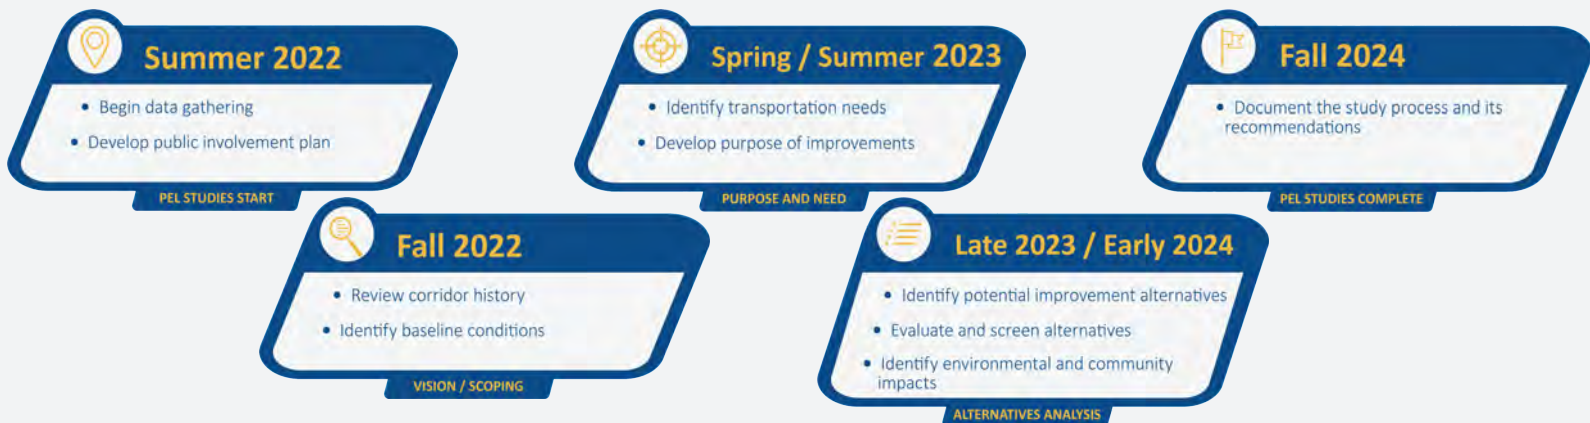 Summer 2022
• Begin data gathering
• Develop public involvement plan
PEL STUDIES START
Fall 2022
• Review corridor history
• Identify baseline conditions
VISION / SCOPING
Spring / Summer 2023
• Identify transportation needs
• Develop purpose of improvements
PURPOSE AND NEED
Late 2023 / Early 2024
• Identify potential improvement alternatives
• Evaluate and screen alternatives
• Identify environmental and community
impacts
ALTERNATIVES ANALYSIS
Fall 2024
• Document the study process and its
recommendations
PEL STUDIES COMPLETE